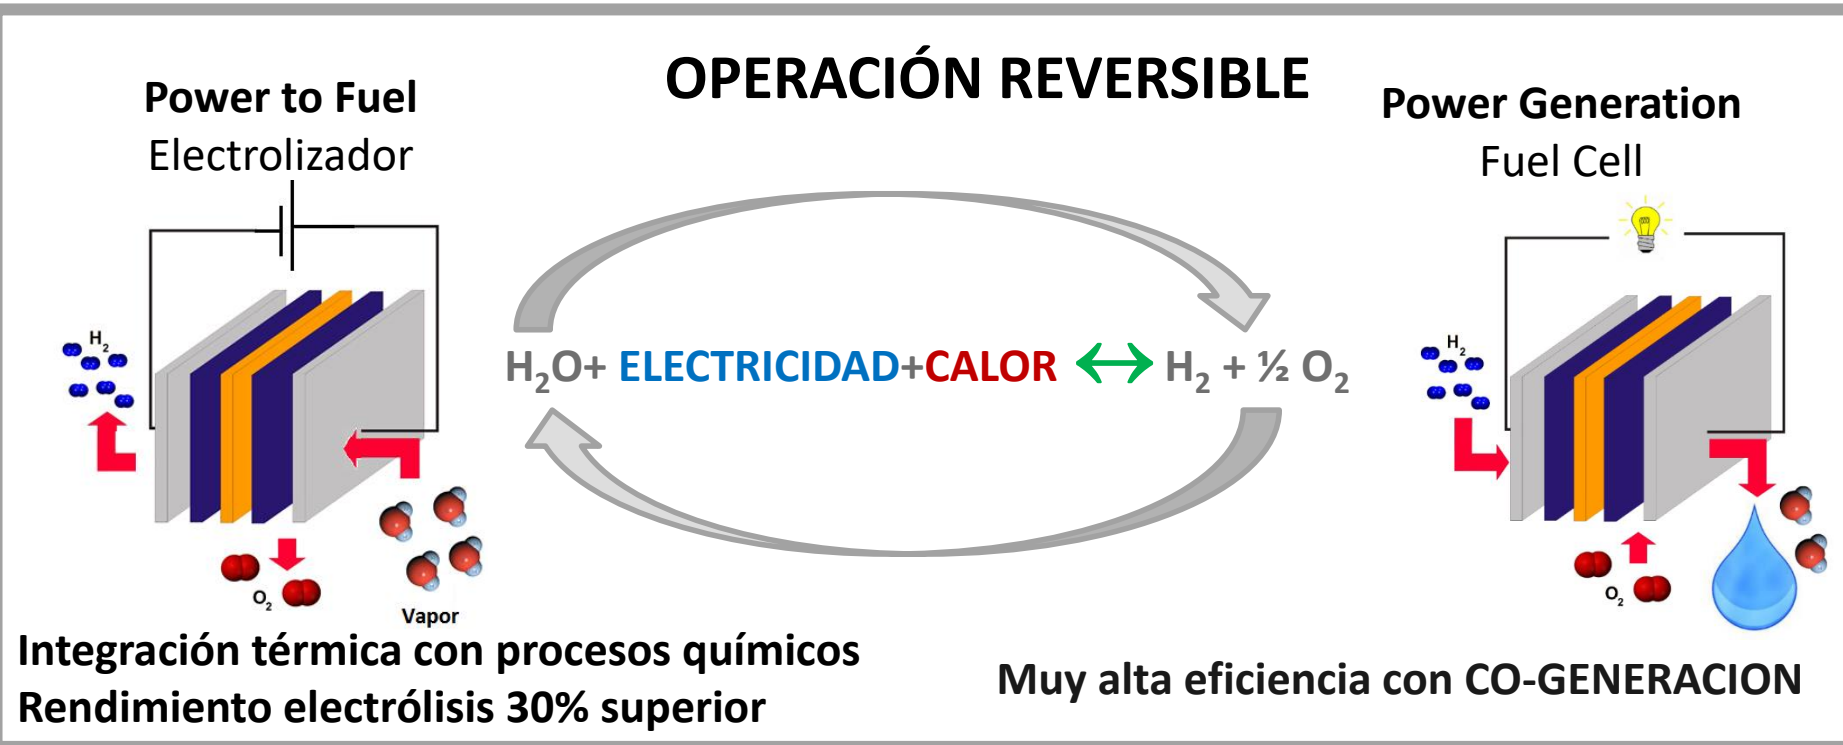 OPERACIÓN REVERSIBLE
Power to Fuel
Electrolizador
H2
O2
Vapor
H2O+ ELECTRICIDAD+CALOR ↔ H2 + ½ O2
Power Generation
Fuel Cell
H2
O2
Integración térmica con procesos químicos
Rendimiento electrólisis 30% superior
Muy alta eficiencia con CO-GENERACION